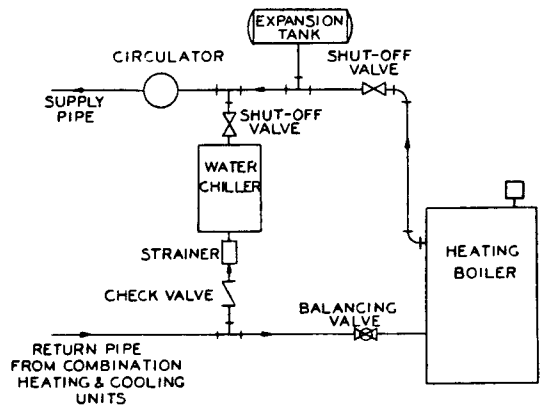 EXPANSION
TANK
CIRCULATOR
SHUT-OFF
VALVE
SUPPLY
PIPE
SHUT-OFF
VALVE
WATER
CHILLER
STRAINER
HEATING
BOILER
CHECK VALVE
BALANCING
VALVE
RETURN PIPE
FROM COMBINATION
HEATING & COOLING
UNITS